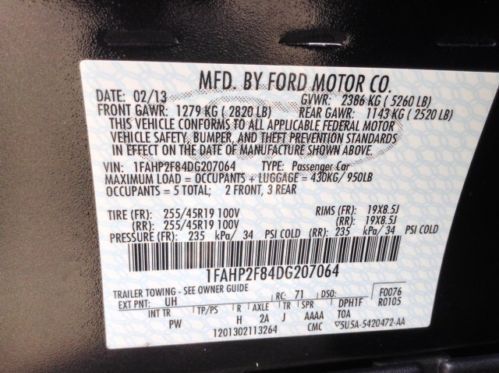 MFD. BY FORD MOTOR CO.
DATE: 02/13 GVWR: 2386 KG ( 5260 LB)
FRONT GAWR: 1279 KG ( 2820 LB) REAR GAWR: 1143 KG ( 2520 LB)
THIS VEHICLE CONFORMS TO ALL APPLICABLE FEDERAL MOTOR
VEHICLE SAFETY, BUMPER, AND THEFT PREVENTION STANDARDS
IN EFFECT ON THE DATE OF MANUFACTURE SHOWN ABOVE.
VIN: 1FAHP2F84DG207064 TYPE: Passenger Car
MAXIMUM LOAD = OCCUPANTS + LUGGAGE = 430KG/950LB
OCCUPANTS = 5 TOTAL; 2 FRONT, 3 REAR
TIRE (FR): 255/45R19 100V RIMS (FR): 19X8.5J
(RR): 255/45R19 100V (RR): 19X8.5J
PRESSURE (FR): 235 kPa/ 34 PSI COLD (RR): 235 kPa/ 34 PSI COLD
1FAHP2F84DG207064
TRAILER TOWING - SEE OWNER GUIDE
EXT PNT: UH RC: 71 DSO: F0076
R0105
INT TR TP/PS R AXLE TR SPR DPH1F
PW H 2A J AAAA TOA
1201302113264 CMC 5U5A-5420472-AA